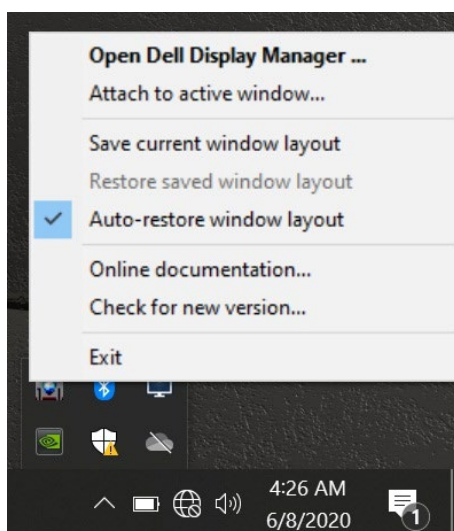 Open Dell Display Manager ...
Attach to active window...
Save current window layout
Restore saved window layout
Auto-restore window layout
Online documentation...
Check for new version...
Exit
4:26 AM
6/8/2020
1